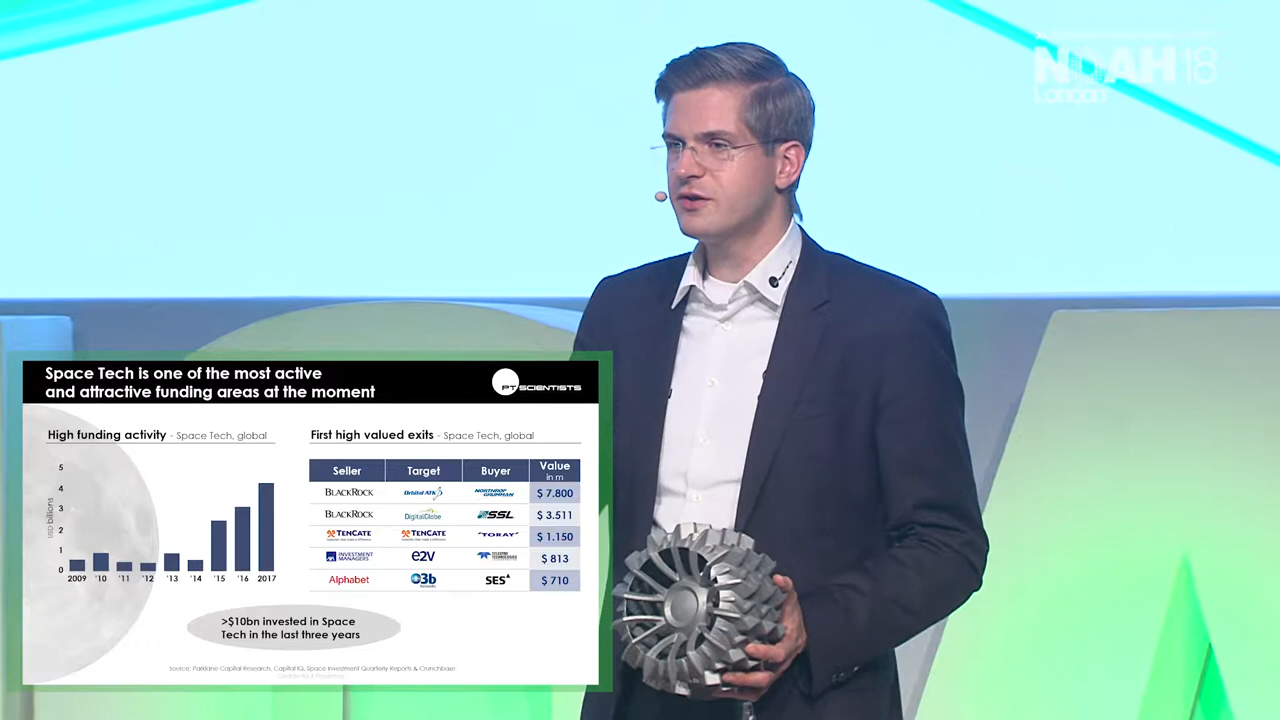 NOAH18
London
Space Tech is one of the most active
and attractive funding areas at the moment
PTSCIENTISTS
High funding activity - Space Tech, global
First high valued exits - Space Tech, global
usd billions
5
4
3
2
1
0
2009 '10 '11 '12 '13 '14 '15 '16 2017
Seller Target Buyer Value
in m
BLACKROCK Orbital ATK NORTHROP GRUMMAN $ 7.800
BLACKROCK DigitalGlobe SSL $ 3.511
TENCATE TENCATE 'TORAY' $ 1.150
AXA INVESTMENT MANAGERS e2v TELEDYNE TECHNOLOGIES $ 813
Alphabet O3b Networks SES $ 710
>$10bn invested in Space
Tech in the last three years
source: Parklane Capital Research, Capital IQ, Space Investment Quarterly Reports & Crunchbase
Confidential & Proprietary